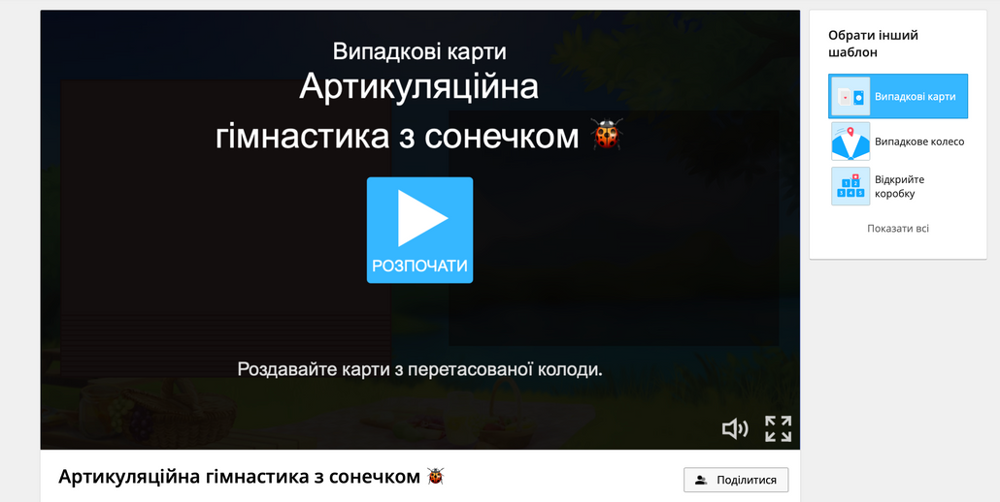 Випадкові карти
Артикуляційна
гімнастика з сонечком 🐞
РОЗПОЧАТИ
Роздавайте карти з перетасованої колоди.
Артикуляційна гімнастика з сонечком 🐞
Поділитися
Обрати інший
шаблон
Випадкові карти
Випадкове колесо
Відкрийте
коробку
Показати всі